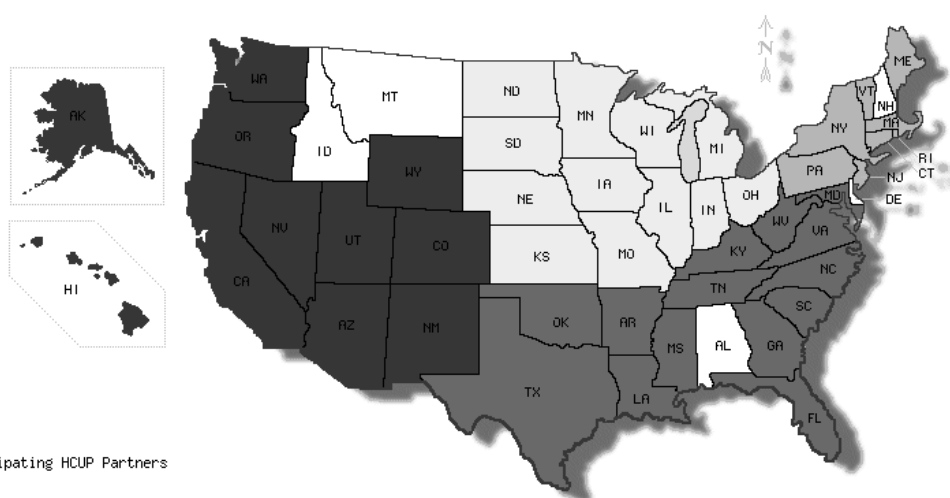 N
ME
WA
VT
NH
MT
ND
AK
MN
MA
OR
WI
NY
SD
MI
ID
RI
PA
CT
WY
NJ
IA
NE
OH
DE
MD
IL
IN
NV
WV
VA
UT
CO
KY
KS
MO
NC
CA
HI
TN
SC
OK
AR
AZ
NM
AL
GA
MS
TX
LA
FL
ipating HCUP Partners